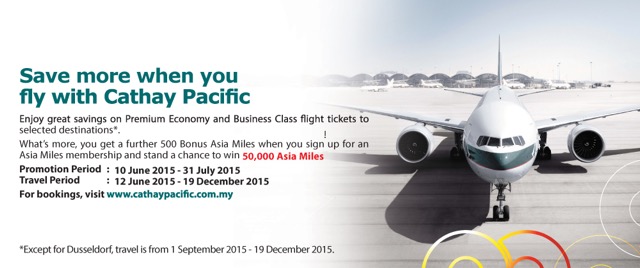 Save more when you
fly with Cathay Pacific
Enjoy great savings on Premium Economy and Business Class flight tickets to
selected destinations*.
!
What's more, you get a further 500 Bonus Asia Miles when you sign up for an
Asia Miles membership and stand a chance to win 50,000 Asia Miles
Promotion Period : 10 June 2015 - 31 July 2015
Travel Period : 12 June 2015 - 19 December 2015
For bookings, visit www.cathaypacific.com.my
*Except for Dusseldorf, travel is from 1 September 2015 - 19 December 2015.